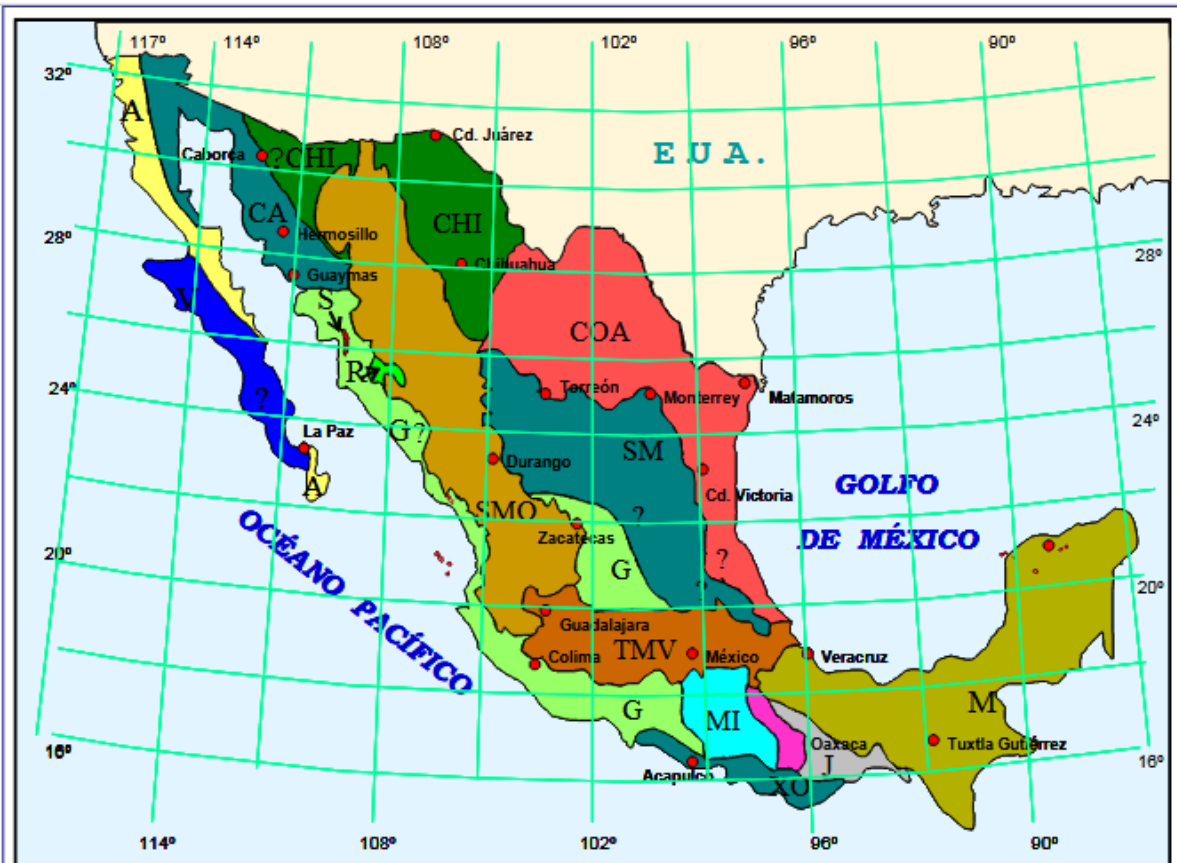 117º 114º 108º 102º 96º 90º
32º
A
Cd. Juárez
E U A.
Caborca
?CHI
CA
CHI
Hermosillo
28º
28º
Chihuahua
Guaymas
V
S
COA
24º
R
Torreón
Monterrey
Matamoros
?
G?
24º
La Paz
SM
Durango
A
Cd. Victoria
GOLFO
SMO
?
Zacatecas
DE MÉXICO
OCÉANO PACÍFICO
20º
G
?
?
20º
Guadalajara
TMV
Colima
México
Veracruz
G
MI
M
16º
Oaxaca
Tuxtla Gutiérrez
J
16º
Acapulco
XO
114º 108º 102º 96º 90º